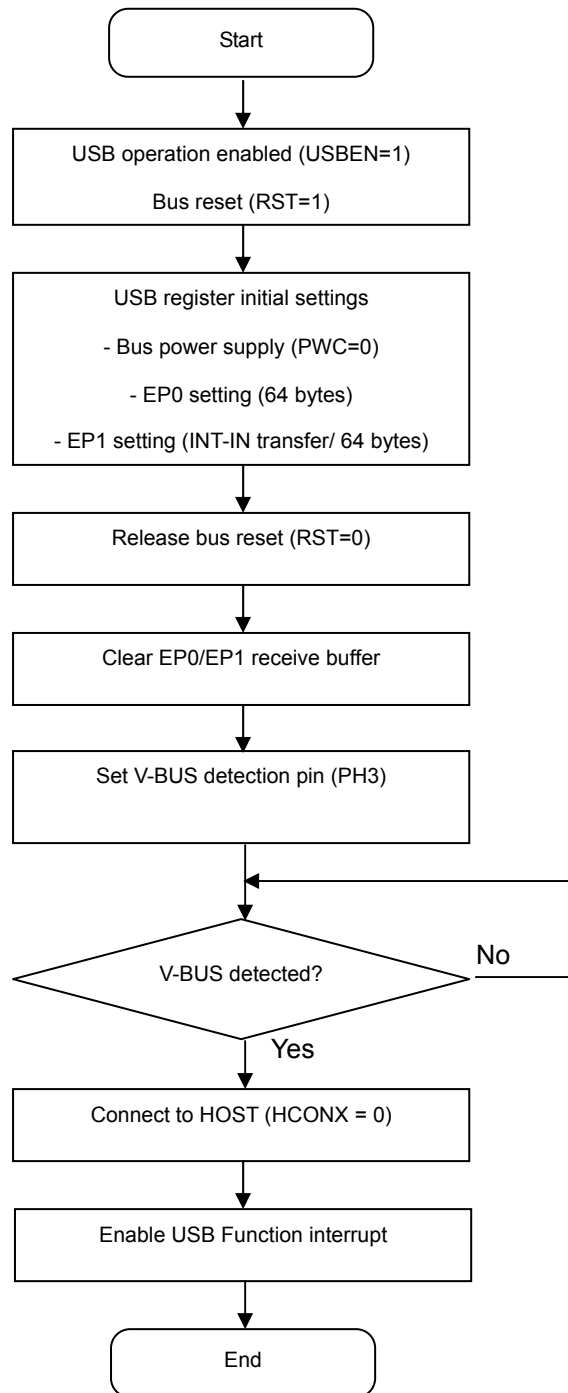 Start
USB operation enabled (USBEN=1)
Bus reset (RST=1)
USB register initial settings
- Bus power supply (PWC=0)
- EP0 setting (64 bytes)
- EP1 setting (INT-IN transfer/ 64 bytes)
Release bus reset (RST=0)
Clear EP0/EP1 receive buffer
Set V-BUS detection pin (PH3)
V-BUS detected?
No
Yes
Connect to HOST (HCONX = 0)
Enable USB Function interrupt
End